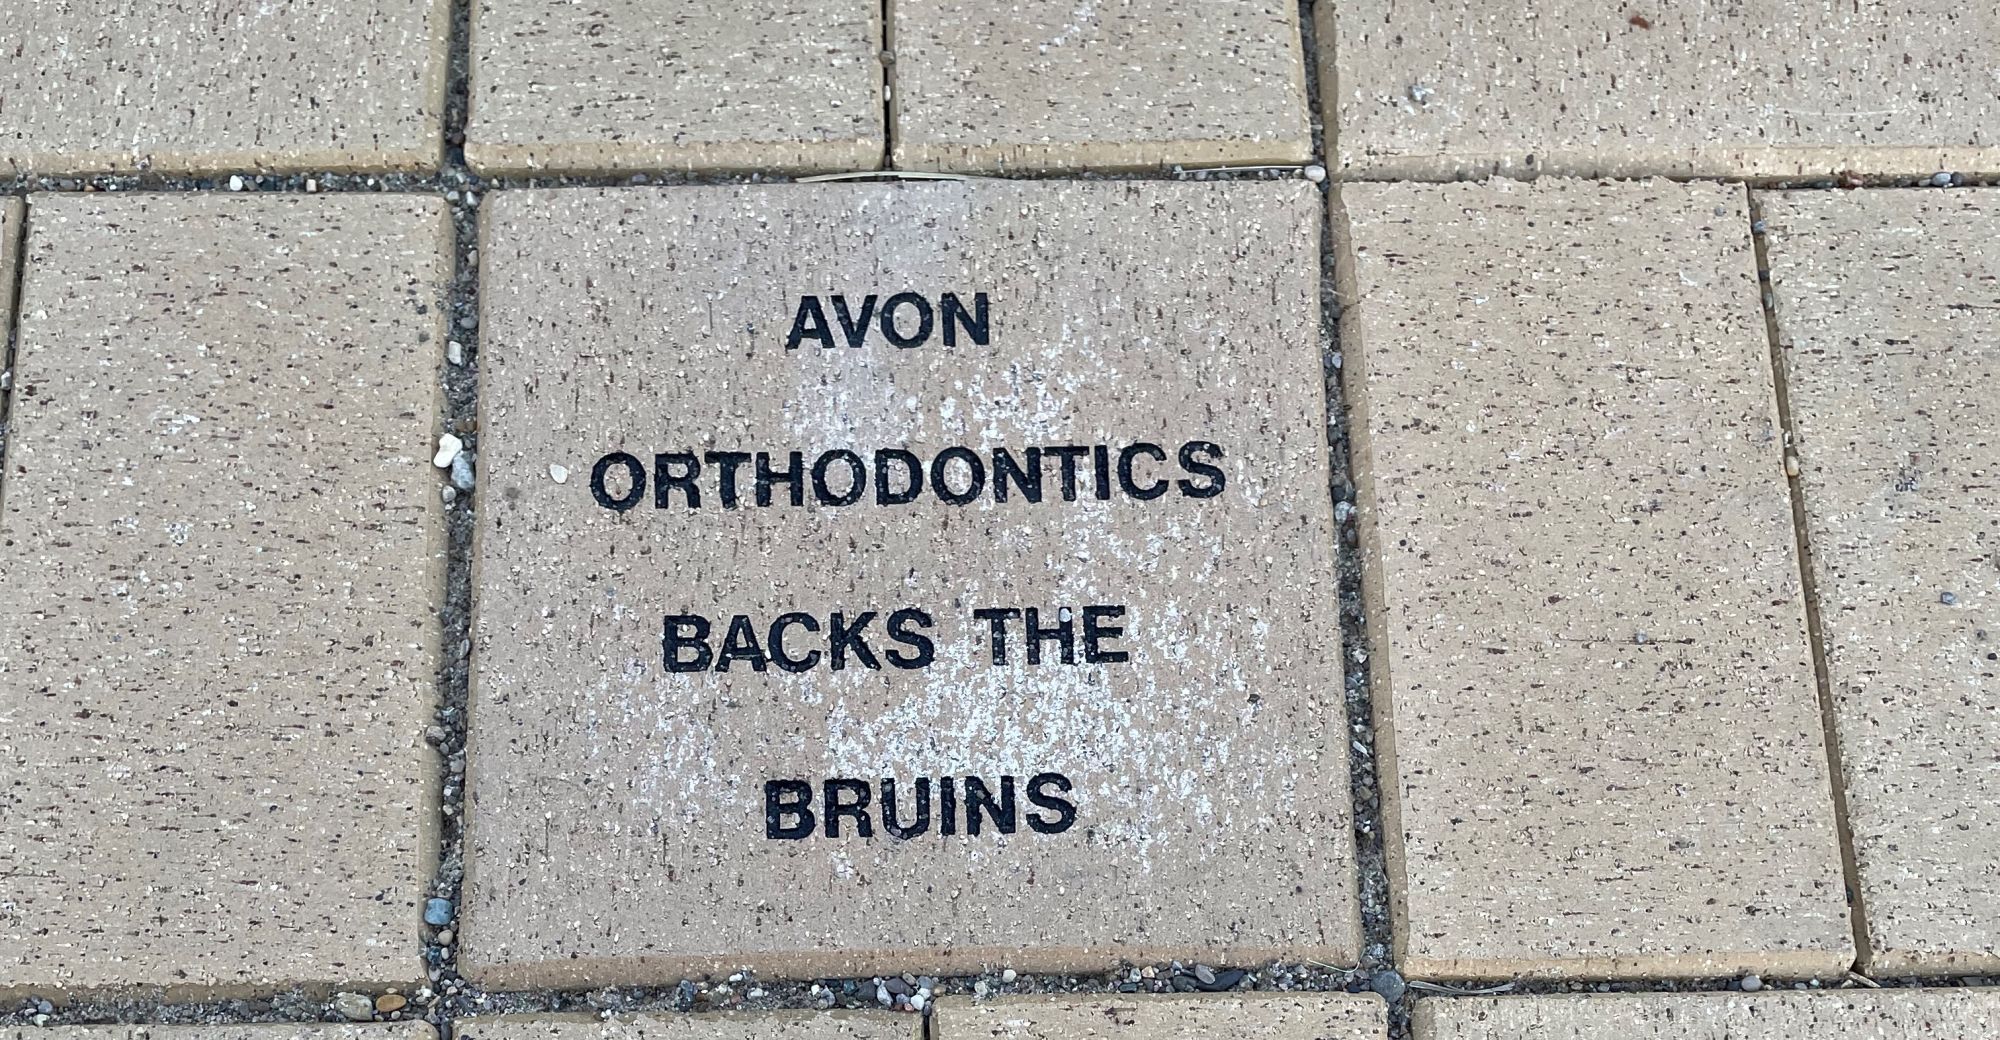 AVON
ORTHODONTICS
BACKS THE
BRUINS